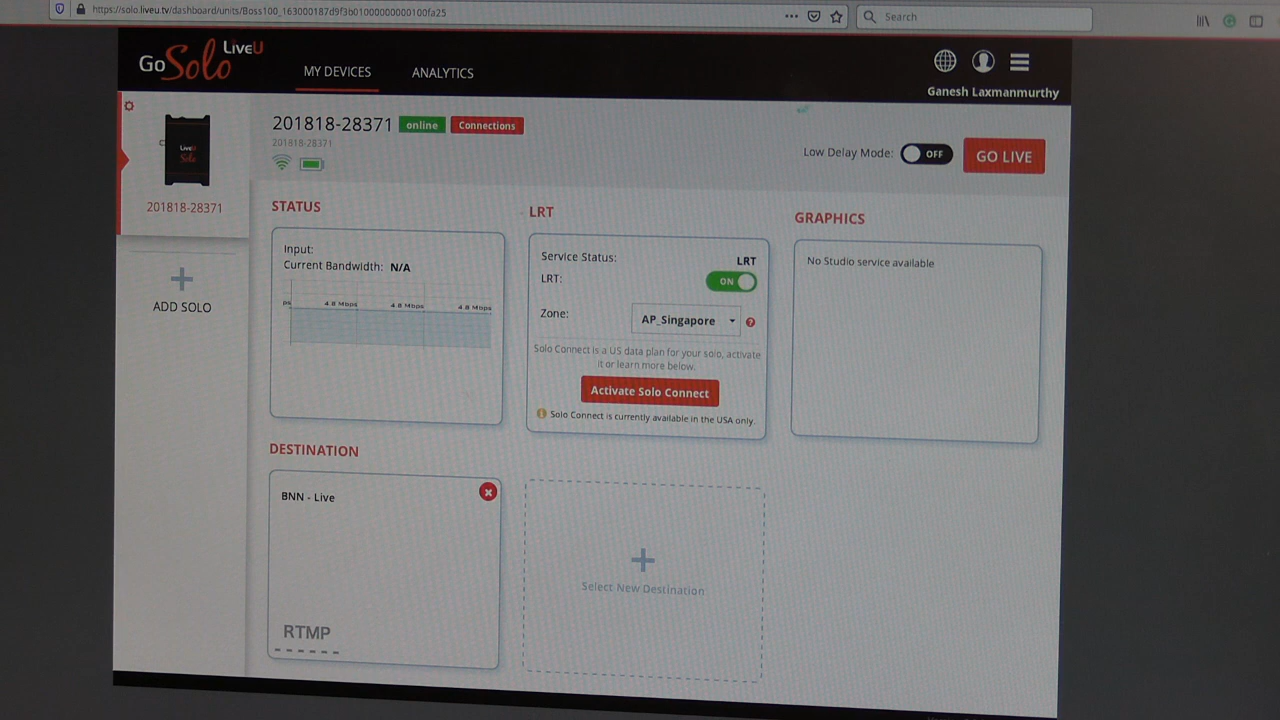 https://solo.liveu.tv/dashboard/units/Boss100_163000187d9f3b01000000000100fa25
Search
Go Solo LiveU
MY DEVICES
ANALYTICS
Ganesh Laxmanmurthy
LiveU
Solo
201818-28371
ADD SOLO
201818-28371
online
Connections
201818-28371
Low Delay Mode:
OFF
GO LIVE
STATUS
Input:
Current Bandwidth: N/A
ps
4.8 Mbps
4.8 Mbps
4.8 Mbps
LRT
Service Status:
LRT
LRT:
ON
Zone:
AP_Singapore
Solo Connect is a US data plan for your solo, activate
it or learn more below.
Activate Solo Connect
Solo Connect is currently available in the USA only.
GRAPHICS
No Studio service available
DESTINATION
BNN - Live
RTMP
Select New Destination